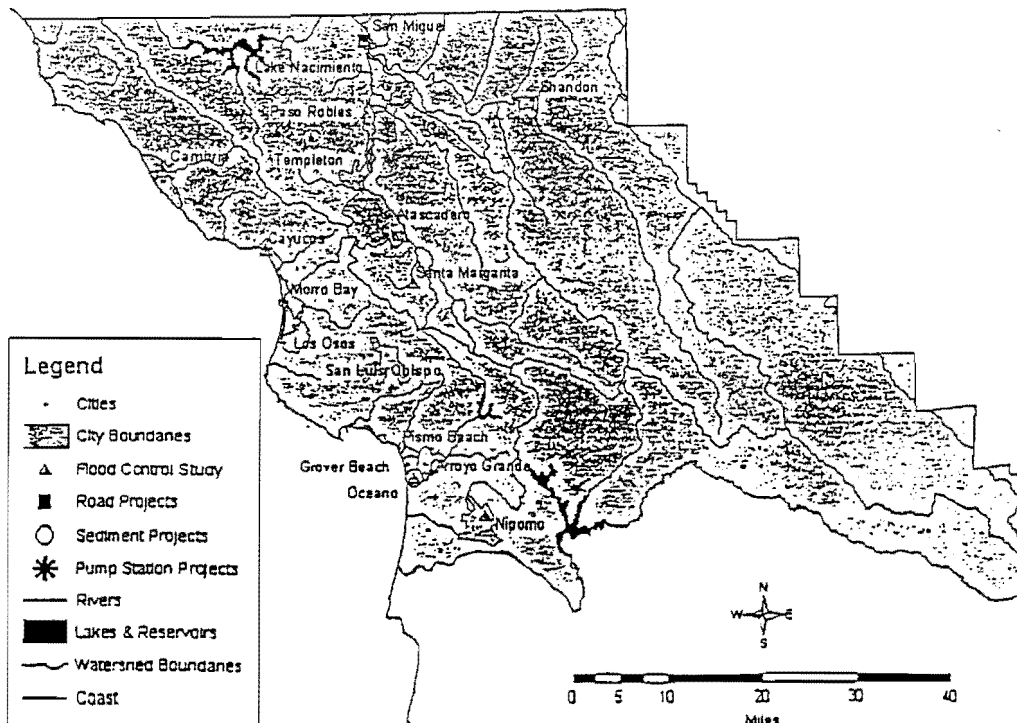 San Miguel
Lake Nacimiento
Shandon
Paso Robles
Cambria
Templeton
Atascadero
Cayucos
Santa Margarita
Morro Bay
Los Osos
San Luis Obispo
Pismo Beach
Grover Beach
Arroyo Grande
Oceano
Nipomo
Legend
Cities
City Boundaries
Flood Control Study
Road Projects
Sediment Projects
Pump Station Projects
Rivers
Lakes & Reservoirs
Watershed Boundaries
Coast
N
W E
S
0 5 10 20 30 40
Miles